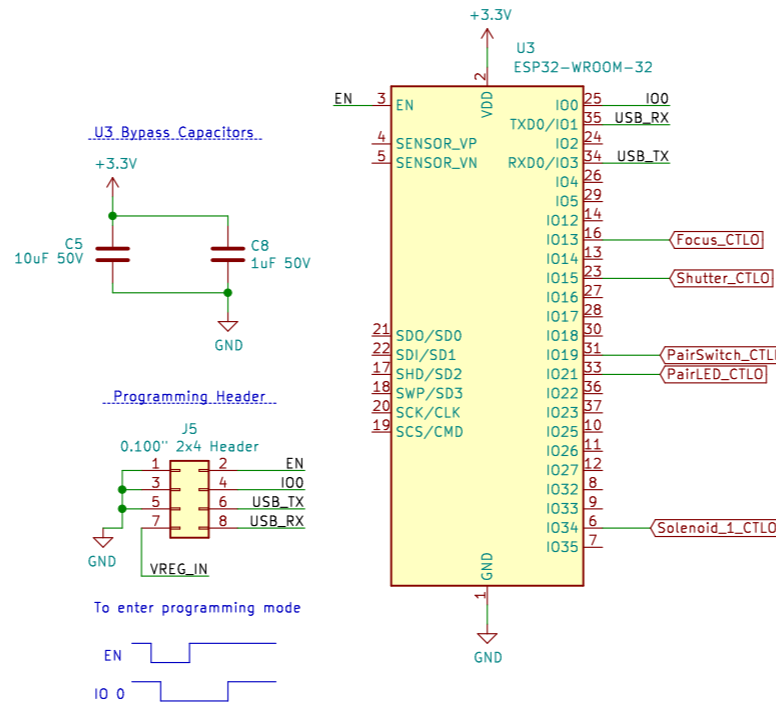 +3.3V
U3
ESP32-WROOM-32
2
VDD
EN 3 EN
4 SENSOR_VP
5 SENSOR_VN
21 SDO/SD0
22 SDI/SD1
17 SHD/SD2
18 SWP/SD3
20 SCK/CLK
19 SCS/CMD
IO0 25 IO0
TXD0/IO1 35 USB_RX
IO2 24
RXD0/IO3 34 USB_TX
IO4 26
IO5 29
IO12 14
IO13 16 Focus_CTLO
IO14 13
IO15 23 Shutter_CTLO
IO16 27
IO17 28
IO18 30
IO19 31 PairSwitch_CTL
IO21 33 PairLED_CTLO
IO22 36
IO23 37
IO25 10
IO26 11
IO27 12
IO32 8
IO33 9
IO34 6 Solenoid_1_CTLO
IO35 7
GND
1
GND
U3 Bypass Capacitors
+3.3V
C5
10uF 50V
C8
1uF 50V
GND
Programming Header
J5
0.100" 2x4 Header
1 2 EN
3 4 IO0
5 6 USB_TX
7 8 USB_RX
GND
VREG_IN
To enter programming mode
EN
IO 0